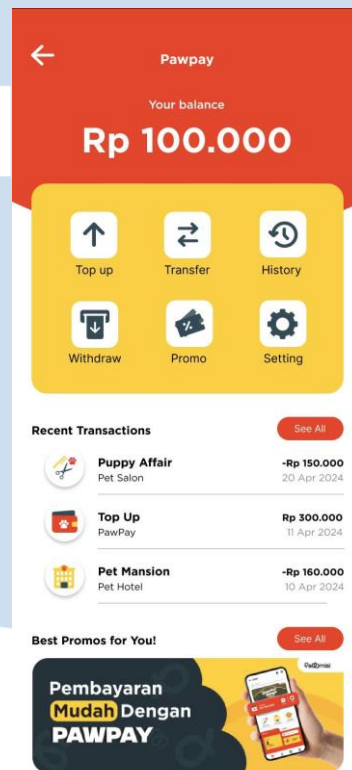 Pawpay
Your balance
Rp 100.000
Top up
Transfer
History
Withdraw
Promo
Setting
Recent Transactions
See All
Puppy Affair
-Rp 150.000
Pet Salon
20 Apr 2024
Top Up
Rp 300.000
PawPay
11 Apr 2024
Pet Mansion
-Rp 160.000
Pet Hotel
10 Apr 2024
Best Promos for You!
See All
Pembayaran
Mudah Dengan
PAWPAY